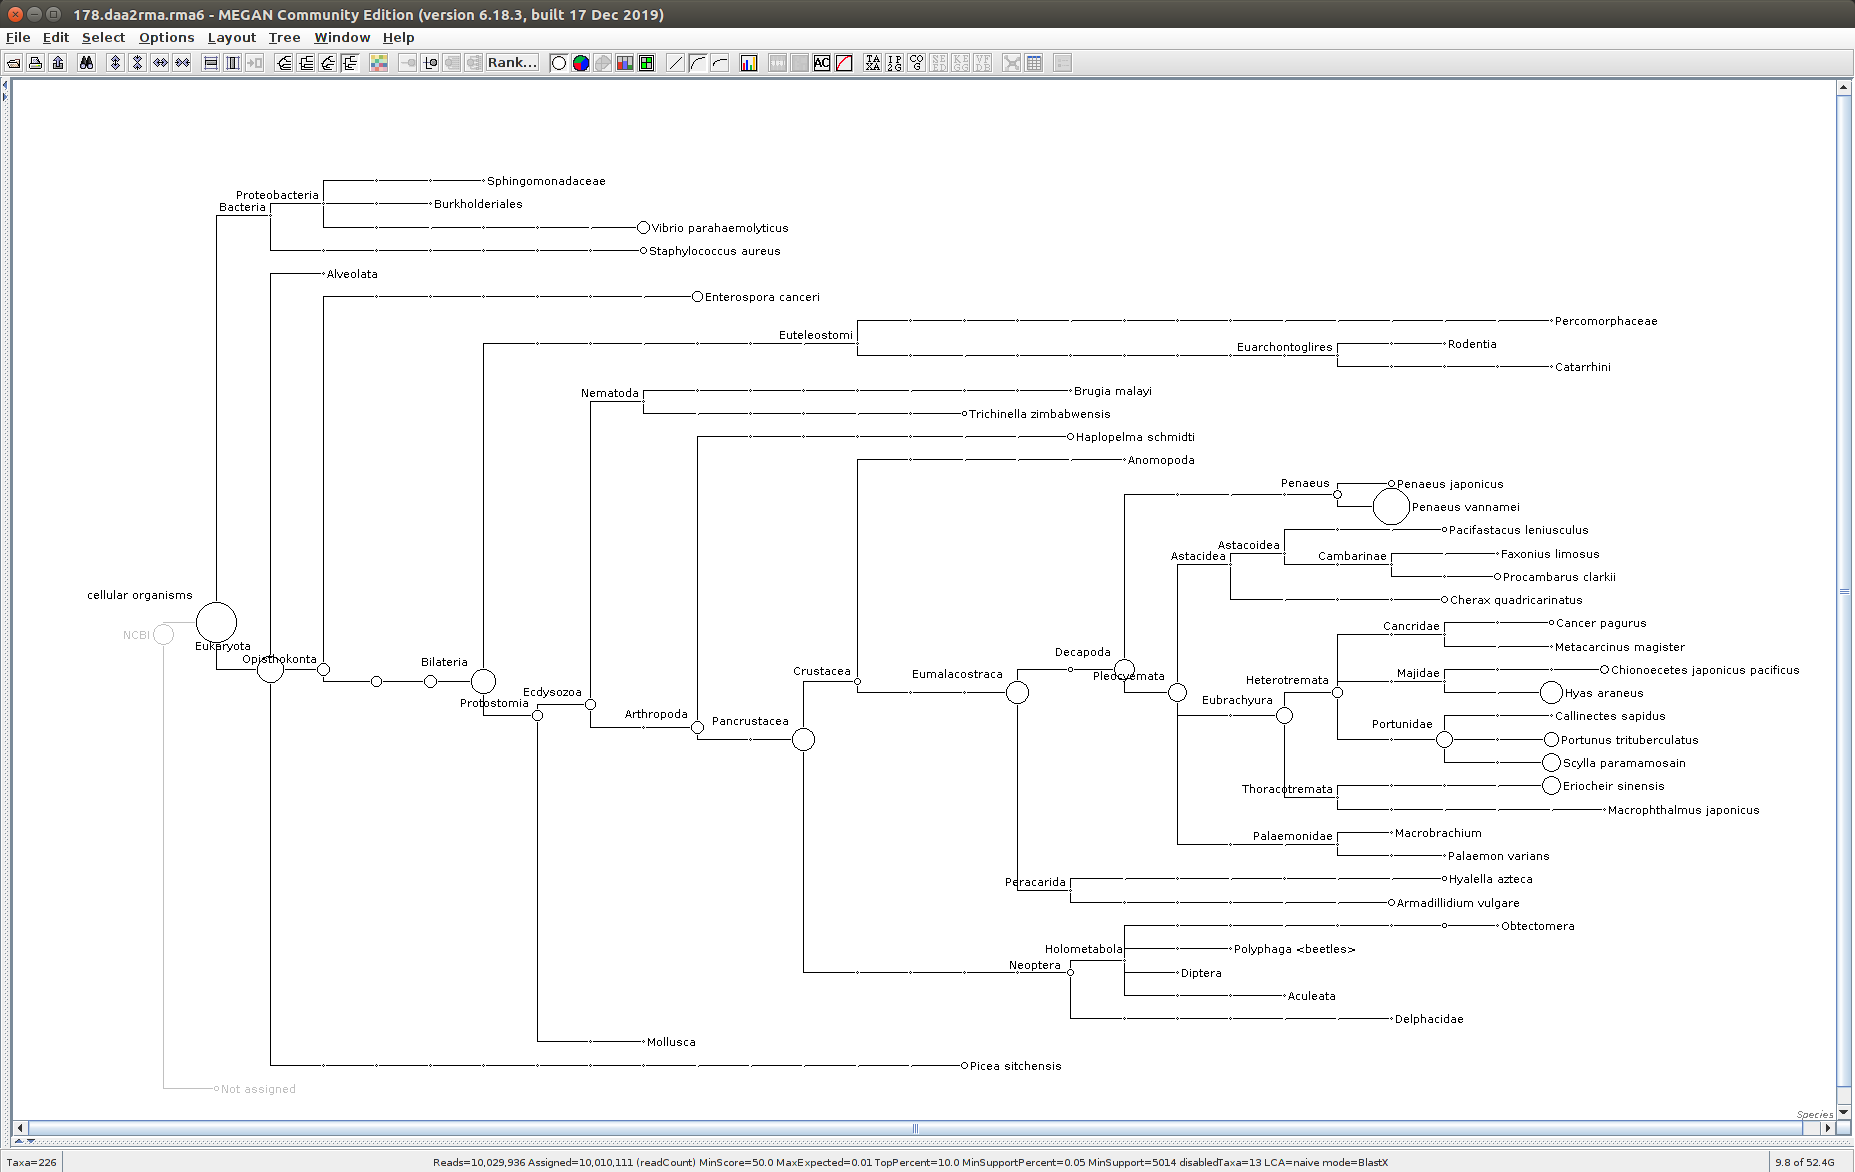 178.daa2rma.rma6 - MEGAN Community Edition (version 6.18.3, built 17 Dec 2019)
File Edit Select Options Layout Tree Window Help
Rank... AC TAXA IP2G COG SEED KEGG VFDB
Sphingomonadaceae
Proteobacteria
Burkholderiales
Bacteria
Vibrio parahaemolyticus
Staphylococcus aureus
Alveolata
Enterospora canceri
Percomorphaceae
Euteleostomi
Rodentia
Euarchontoglires
Catarrhini
Brugia malayi
Nematoda
Trichinella zimbabwensis
Haplopelma schmidti
Anomopoda
Penaeus
Penaeus japonicus
Penaeus vannamei
Pacifastacus leniusculus
Astacoidea
Astacidea
Cambarinae
Faxonius limosus
Procambarus clarkii
cellular organisms
Cherax quadricarinatus
Cancridae
Cancer pagurus
NCBI
Eukaryota
Metacarcinus magister
Opisthokonta
Bilateria
Decapoda
Crustacea
Eumalacostraca
Pleocyemata
Majidae
Chionoecetes japonicus pacificus
Heterotremata
Ecdysozoa
Hyas araneus
Protostomia
Eubrachyura
Arthropoda
Pancrustacea
Callinectes sapidus
Portunidae
Portunus trituberculatus
Scylla paramamosain
Thoracotremata
Eriocheir sinensis
Macrophthalmus japonicus
Palaemonidae
Macrobrachium
Palaemon varians
Peracarida
Hyalella azteca
Armadillidium vulgare
Obtectomera
Holometabola
Polyphaga <beetles>
Neoptera
Diptera
Aculeata
Delphacidae
Mollusca
Picea sitchensis
Not assigned
Species
Taxa=226
Reads=10,029,936 Assigned=10,010,111 (readCount) MinScore=50.0 MaxExpected=0.01 TopPercent=10.0 MinSupportPercent=0.05 MinSupport=5014 disabledTaxa=13 LCA=naive mode=BlastX
9.8 of 52.4G